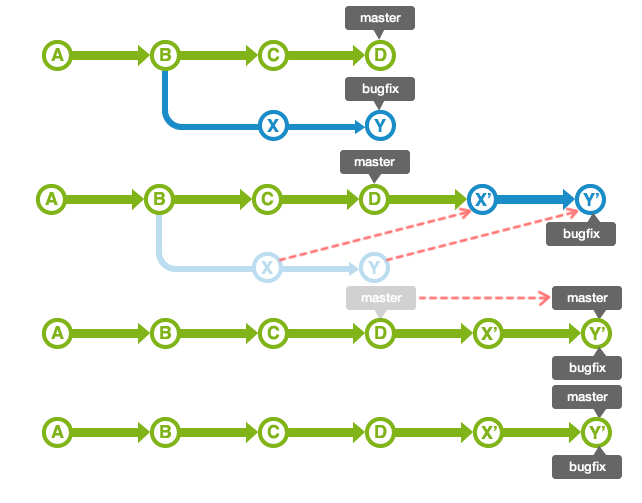 master
A B C D
bugfix
X Y
master
A B C D X' Y'
bugfix
X Y
master master
A B C D X' Y'
bugfix
master
A B C D X' Y'
bugfix